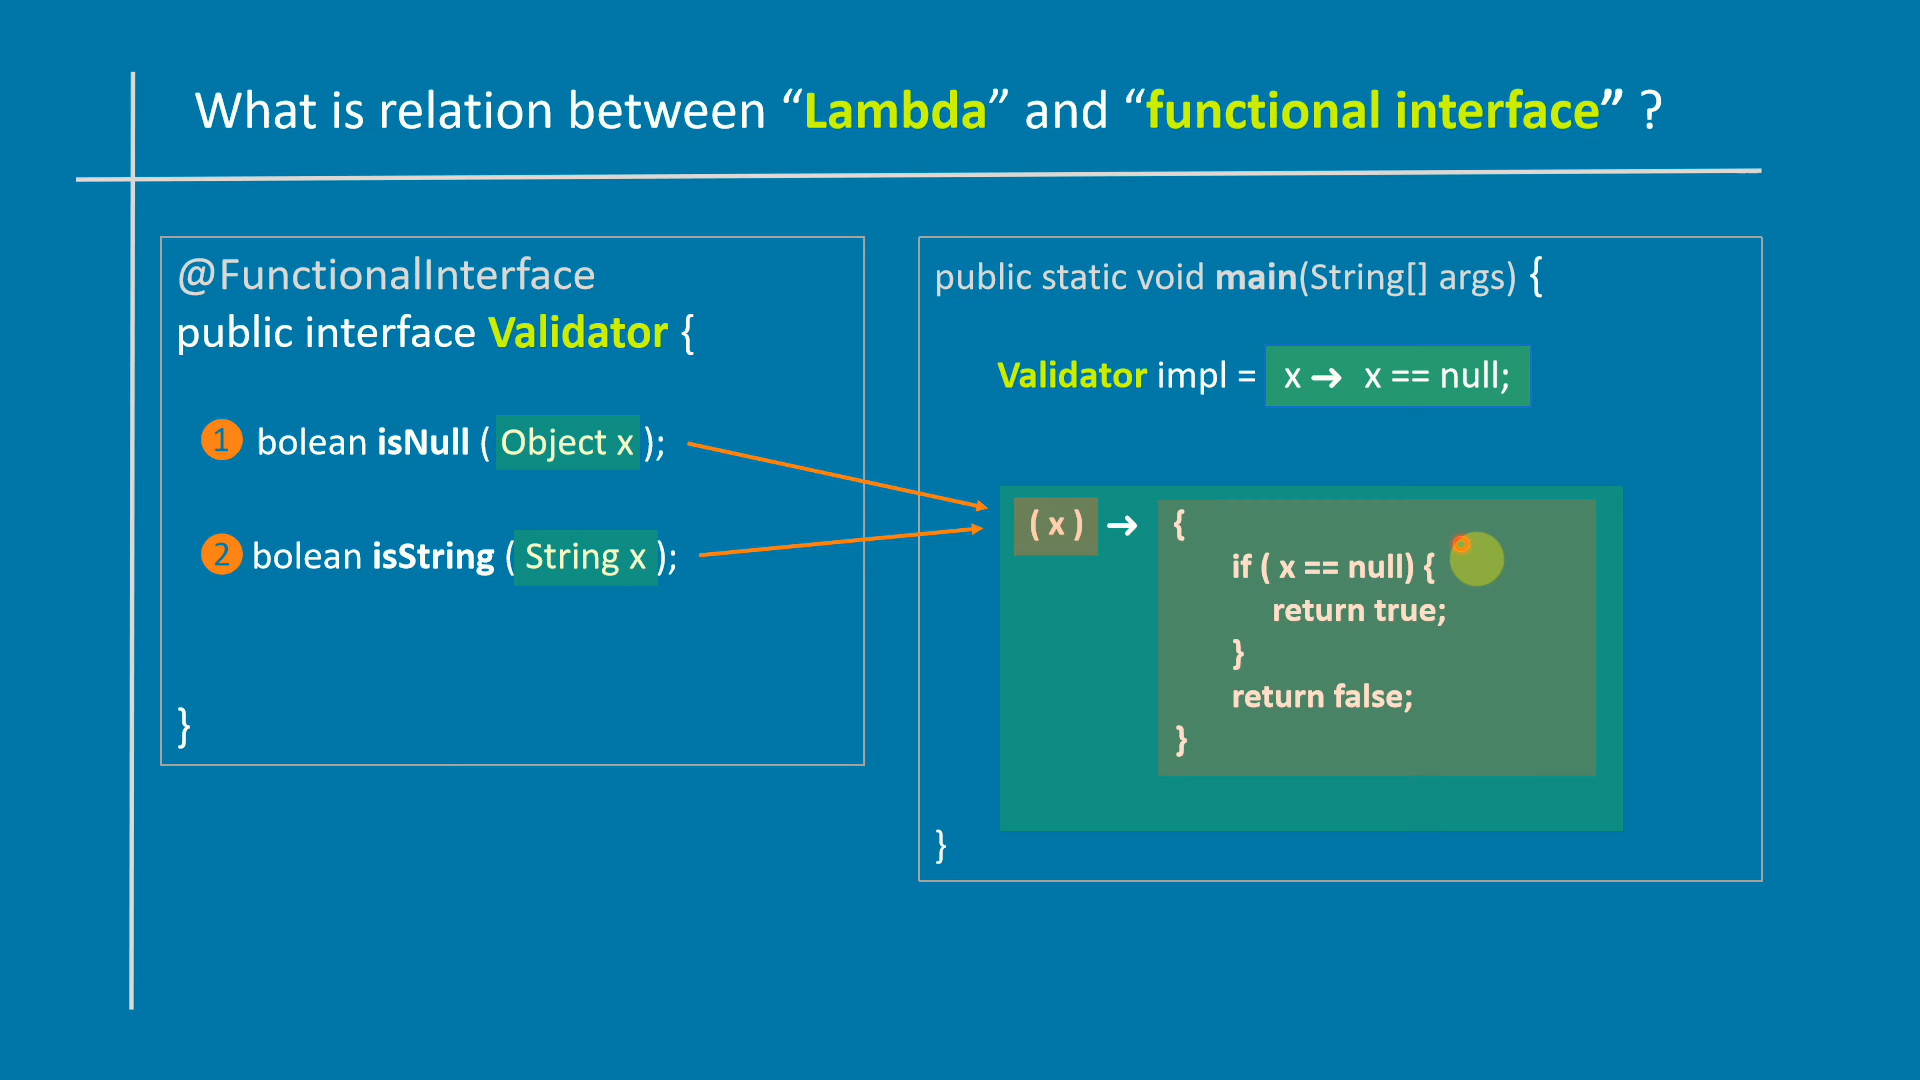 What is relation between “Lambda” and “functional interface” ?
@FunctionalInterface
public interface Validator {
1 bolean isNull ( Object x );
2 bolean isString ( String x );
}
public static void main(String[] args) {
Validator impl = x ➜ x == null;
( x ) ➜ {
if ( x == null) {
return true;
}
return false;
}
}